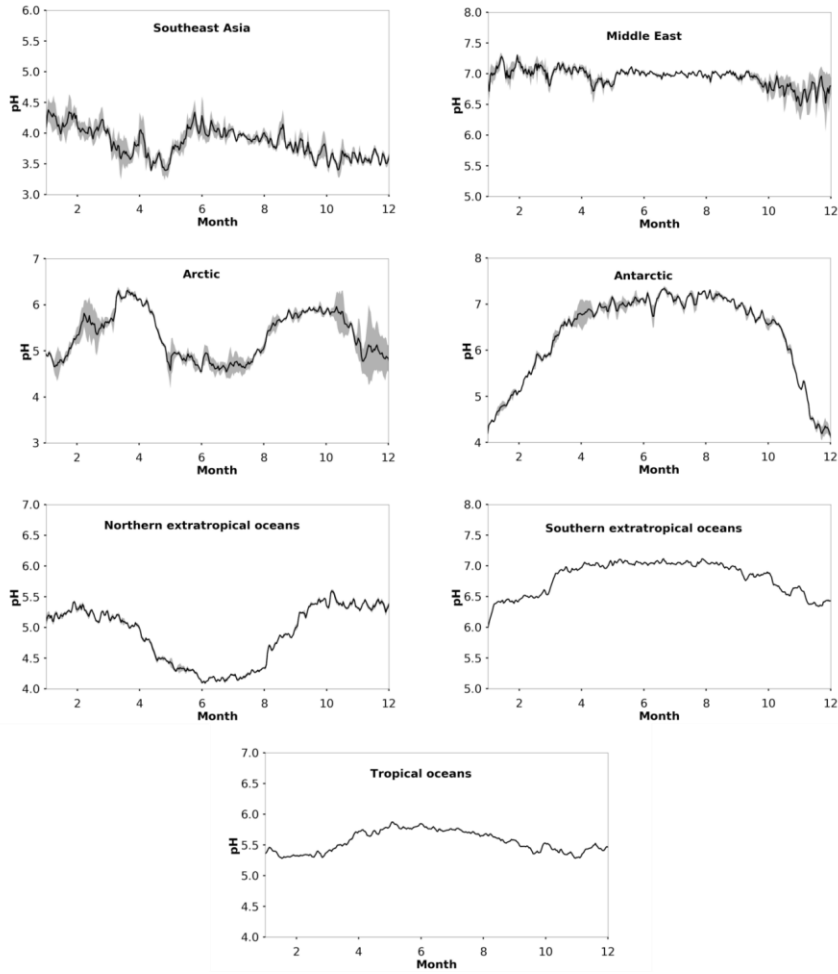 Southeast Asia
6.0
5.5
5.0
4.5
4.0
3.5
3.0
pH
2 4 6 8 10 12
Month
Middle East
8.0
7.5
7.0
6.5
6.0
5.5
5.0
pH
2 4 6 8 10 12
Month
Arctic
7
6
5
4
3
pH
2 4 6 8 10 12
Month
Antarctic
8
7
6
5
4
pH
2 4 6 8 10 12
Month
Northern extratropical oceans
7.0
6.5
6.0
5.5
5.0
4.5
4.0
pH
2 4 6 8 10 12
Month
Southern extratropical oceans
8.0
7.5
7.0
6.5
6.0
5.5
5.0
pH
2 4 6 8 10 12
Month
Tropical oceans
7.0
6.5
6.0
5.5
5.0
4.5
4.0
pH
2 4 6 8 10 12
Month